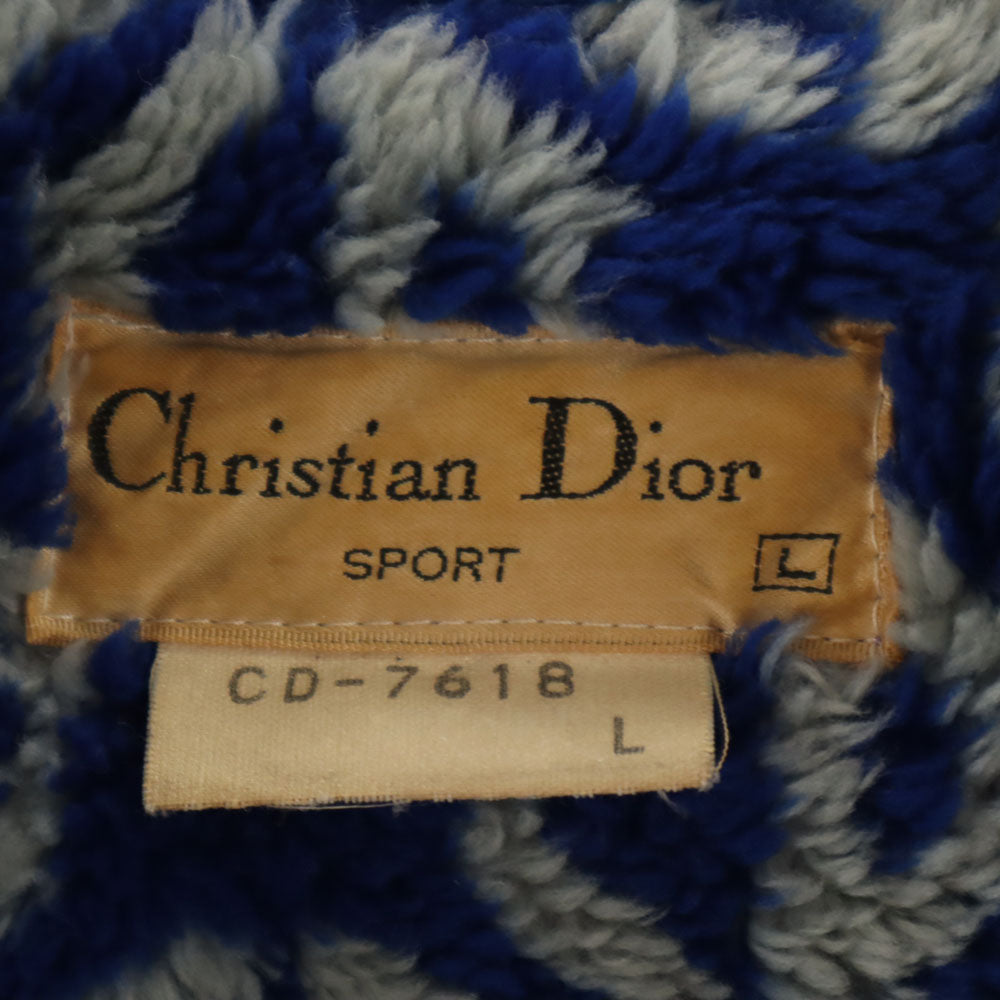 Christian Dior
SPORT L
CD-7618
L